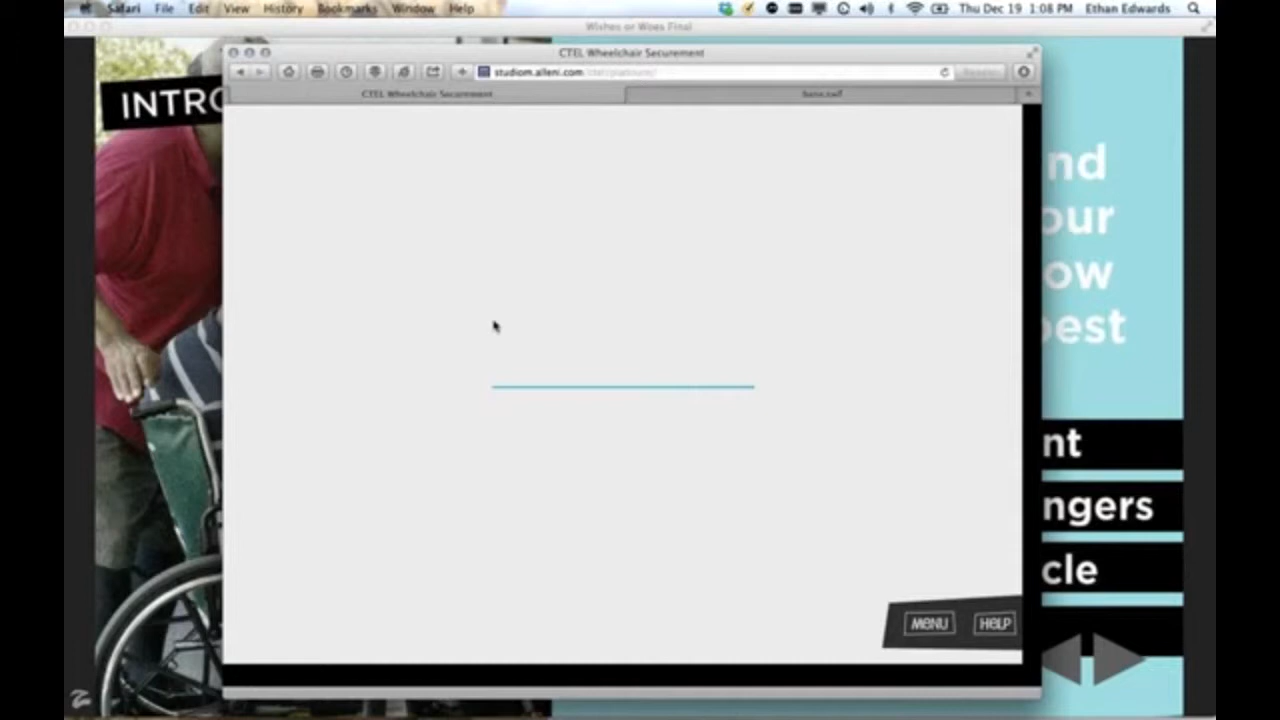 Safari File Edit View History Bookmarks Window Help Thu Dec 19 1:08 PM Ethan Edwards
Wishes or Woes Final
CTEL Wheelchair Securement
studiom.alleni.com
CTEL Wheelchair Securement
INTRO
nd
our
ow
best
nt
ngers
cle
MENU HELP